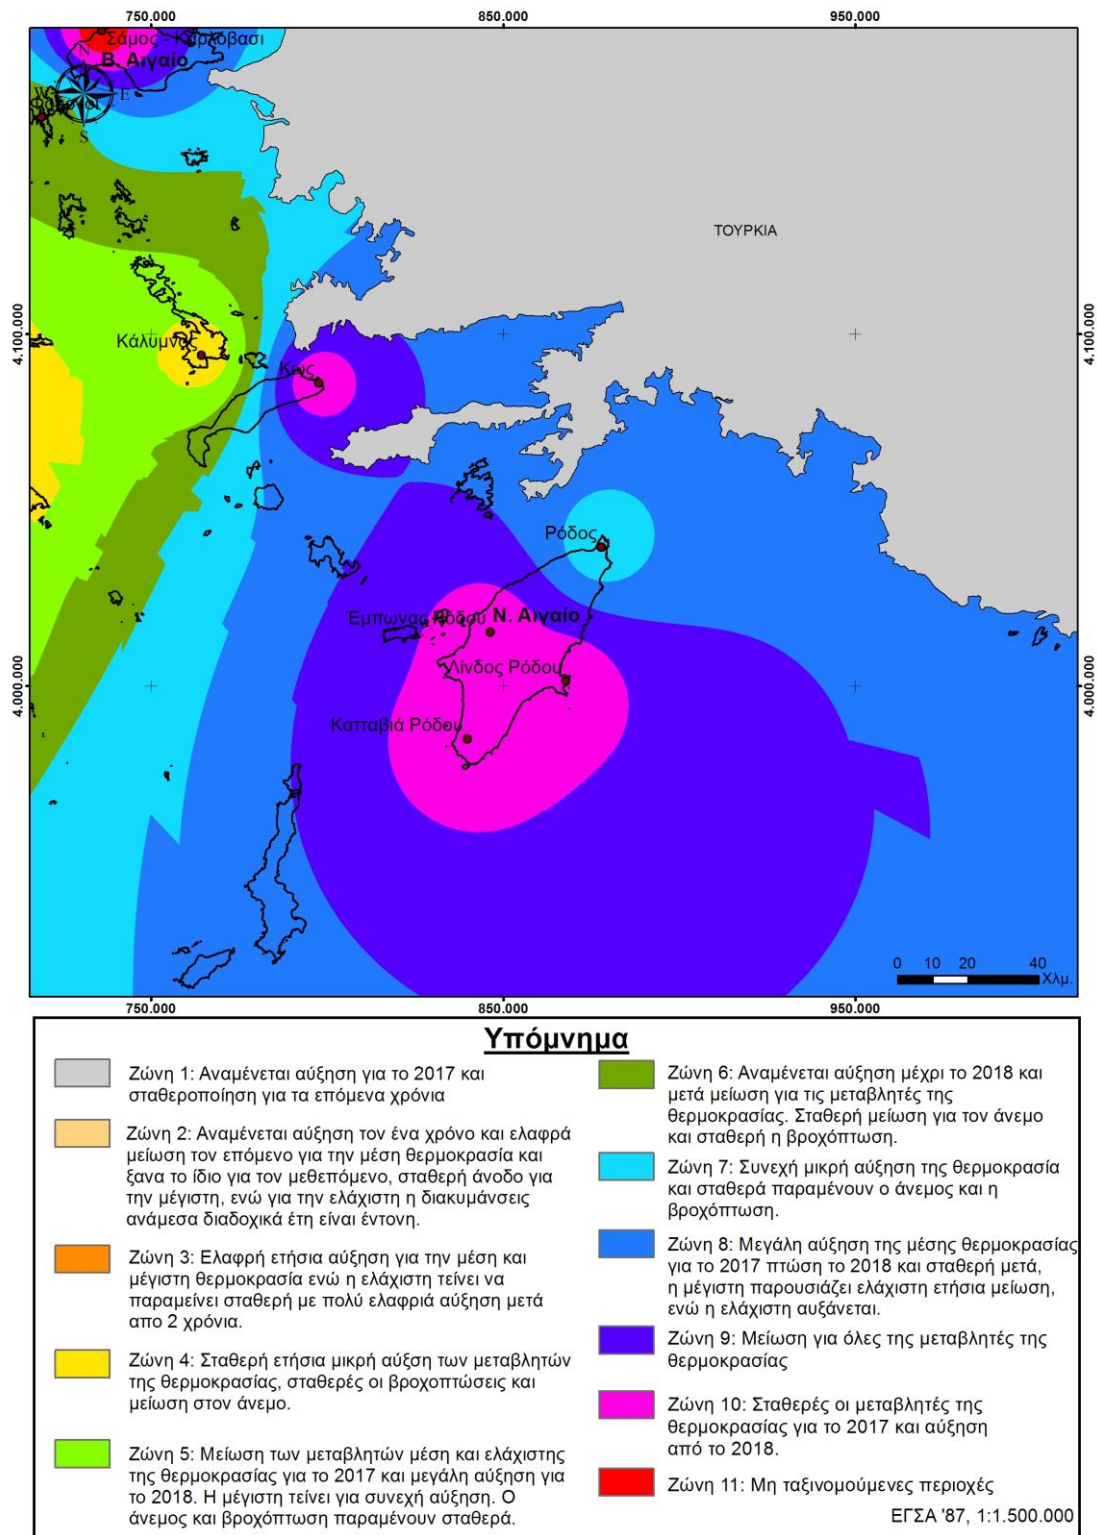 750.000 850.000 950.000
Σάμος - Καρλόβασι
Β. Αιγαίο
N
W E
S
ΤΟΥΡΚΙΑ
4.100.000 4.100.000
Κάλυμνος
Κως
Ρόδος
Έμπωνας Ρόδου Ν. Αιγαίο
Λίνδος Ρόδου
4.000.000 4.000.000
Κατταβιά Ρόδου
0 10 20 40
Χλμ.
750.000 850.000 950.000
Υπόμνημα
Ζώνη 1: Αναμένεται αύξηση για το 2017 και
σταθεροποίηση για τα επόμενα χρόνια
Ζώνη 2: Αναμένεται αύξηση τον ένα χρόνο και ελαφρά
μείωση τον επόμενο για την μέση θερμοκρασία και
ξανα το ίδιο για τον μεθεπόμενο, σταθερή άνοδο για
την μέγιστη, ενώ για την ελάχιστη η διακυμάνσεις
ανάμεσα διαδοχικά έτη είναι έντονη.
Ζώνη 3: Ελαφρή ετήσια αύξηση για την μέση και
μέγιστη θερμοκρασία ενώ η ελάχιστη τείνει να
παραμείνει σταθερή με πολύ ελαφριά αύξηση μετά
απο 2 χρόνια.
Ζώνη 4: Σταθερή ετήσια μικρή αύξση των μεταβλητών
της θερμοκρασίας, σταθερές οι βροχοπτώσεις και
μείωση στον άνεμο.
Ζώνη 5: Μείωση των μεταβλητών μέση και ελάχιστης
της θερμοκρασίας για το 2017 και μεγάλη αύξηση για
το 2018. Η μέγιστη τείνει για συνεχή αύξηση. Ο
άνεμος και βροχόπτωση παραμένουν σταθερά.
Ζώνη 6: Αναμένεται αύξηση μέχρι το 2018 και
μετά μείωση για τις μεταβλητές της
θερμοκρασίας. Σταθερή μείωση για τον άνεμο
και σταθερή η βροχόπτωση.
Ζώνη 7: Συνεχή μικρή αύξηση της θερμοκρασία
και σταθερά παραμένουν ο άνεμος και η
βροχόπτωση.
Ζώνη 8: Μεγάλη αύξηση της μέσης θερμοκρασίας
για το 2017 πτώση το 2018 και σταθερή μετά,
η μέγιστη παρουσιάζει ελάχιστη ετήσια μείωση,
ενώ η ελάχιστη αυξάνεται.
Ζώνη 9: Μείωση για όλες της μεταβλητές της
θερμοκρασίας
Ζώνη 10: Σταθερές οι μεταβλητές της
θερμοκρασίας για το 2017 και αύξηση
από το 2018.
Ζώνη 11: Μη ταξινομούμενες περιοχές
ΕΓΣΑ '87, 1:1.500.000